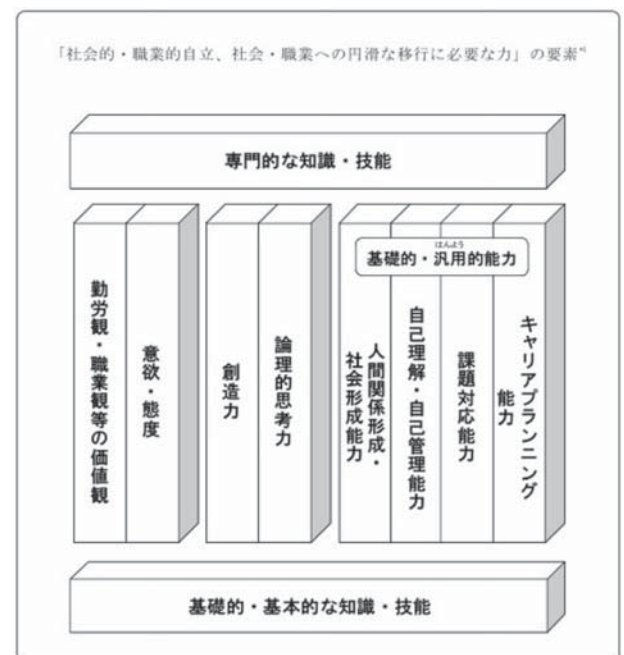 「社会的・職業的自立、社会・職業への円滑な移行に必要な力」の要素*¹
専門的な知識・技能
勤労観・職業観等の価値観
意欲・態度
創造力
論理的思考力
はんよう
基礎的・汎用的能力
人間関係形成・
社会形成能力
自己理解・自己管理能力
課題対応能力
キャリアプランニング
能力
基礎的・基本的な知識・技能